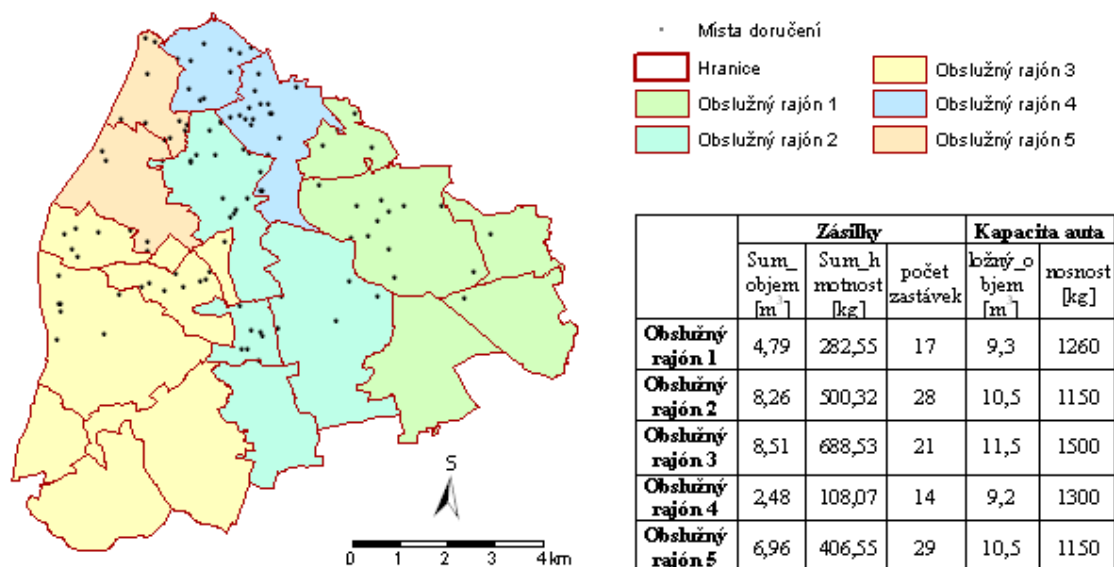 Místa doručení
Hranice
Obslužný rajón 1
Obslužný rajón 2
Obslužný rajón 3
Obslužný rajón 4
Obslužný rajón 5
S
0 1 2 3 4 km
Zásilky Kapacita auta
Sum_
objem
[m³]
Sum_h
motnost
[kg]
počet
zastávek
ložný_o
bjem
[m³]
nosnost
[kg]
Obslužný
rajón 1
4,79 282,55 17 9,3 1260
Obslužný
rajón 2
8,26 500,32 28 10,5 1150
Obslužný
rajón 3
8,51 688,53 21 11,5 1500
Obslužný
rajón 4
2,48 108,07 14 9,2 1300
Obslužný
rajón 5
6,96 406,55 29 10,5 1150